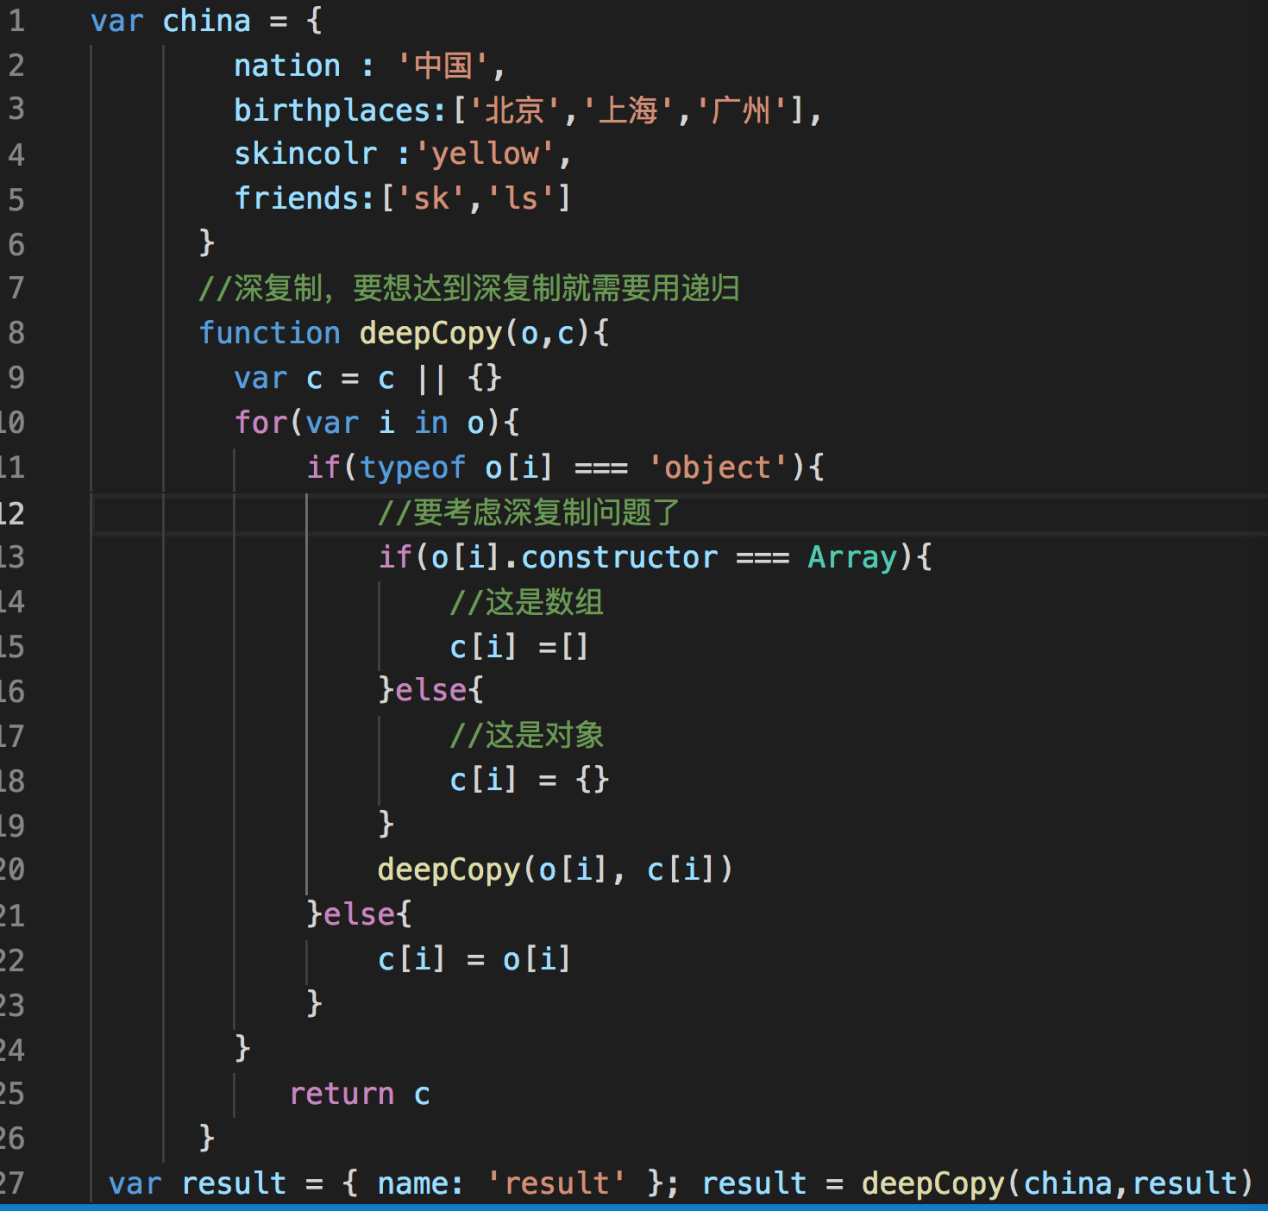 1 var china = {
2 nation : '中国',
3 birthplaces:['北京','上海','广州'],
4 skincolr :'yellow',
5 friends:['sk','ls']
6 }
7 //深复制，要想达到深复制就需要用递归
8 function deepCopy(o,c){
9 var c = c || {}
10 for(var i in o){
11 if(typeof o[i] === 'object'){
12 //要考虑深复制问题了
13 if(o[i].constructor === Array){
14 //这是数组
15 c[i] =[]
16 }else{
17 //这是对象
18 c[i] = {}
19 }
20 deepCopy(o[i], c[i])
21 }else{
22 c[i] = o[i]
23 }
24 }
25 return c
26 }
27 var result = { name: 'result' }; result = deepCopy(china,result)